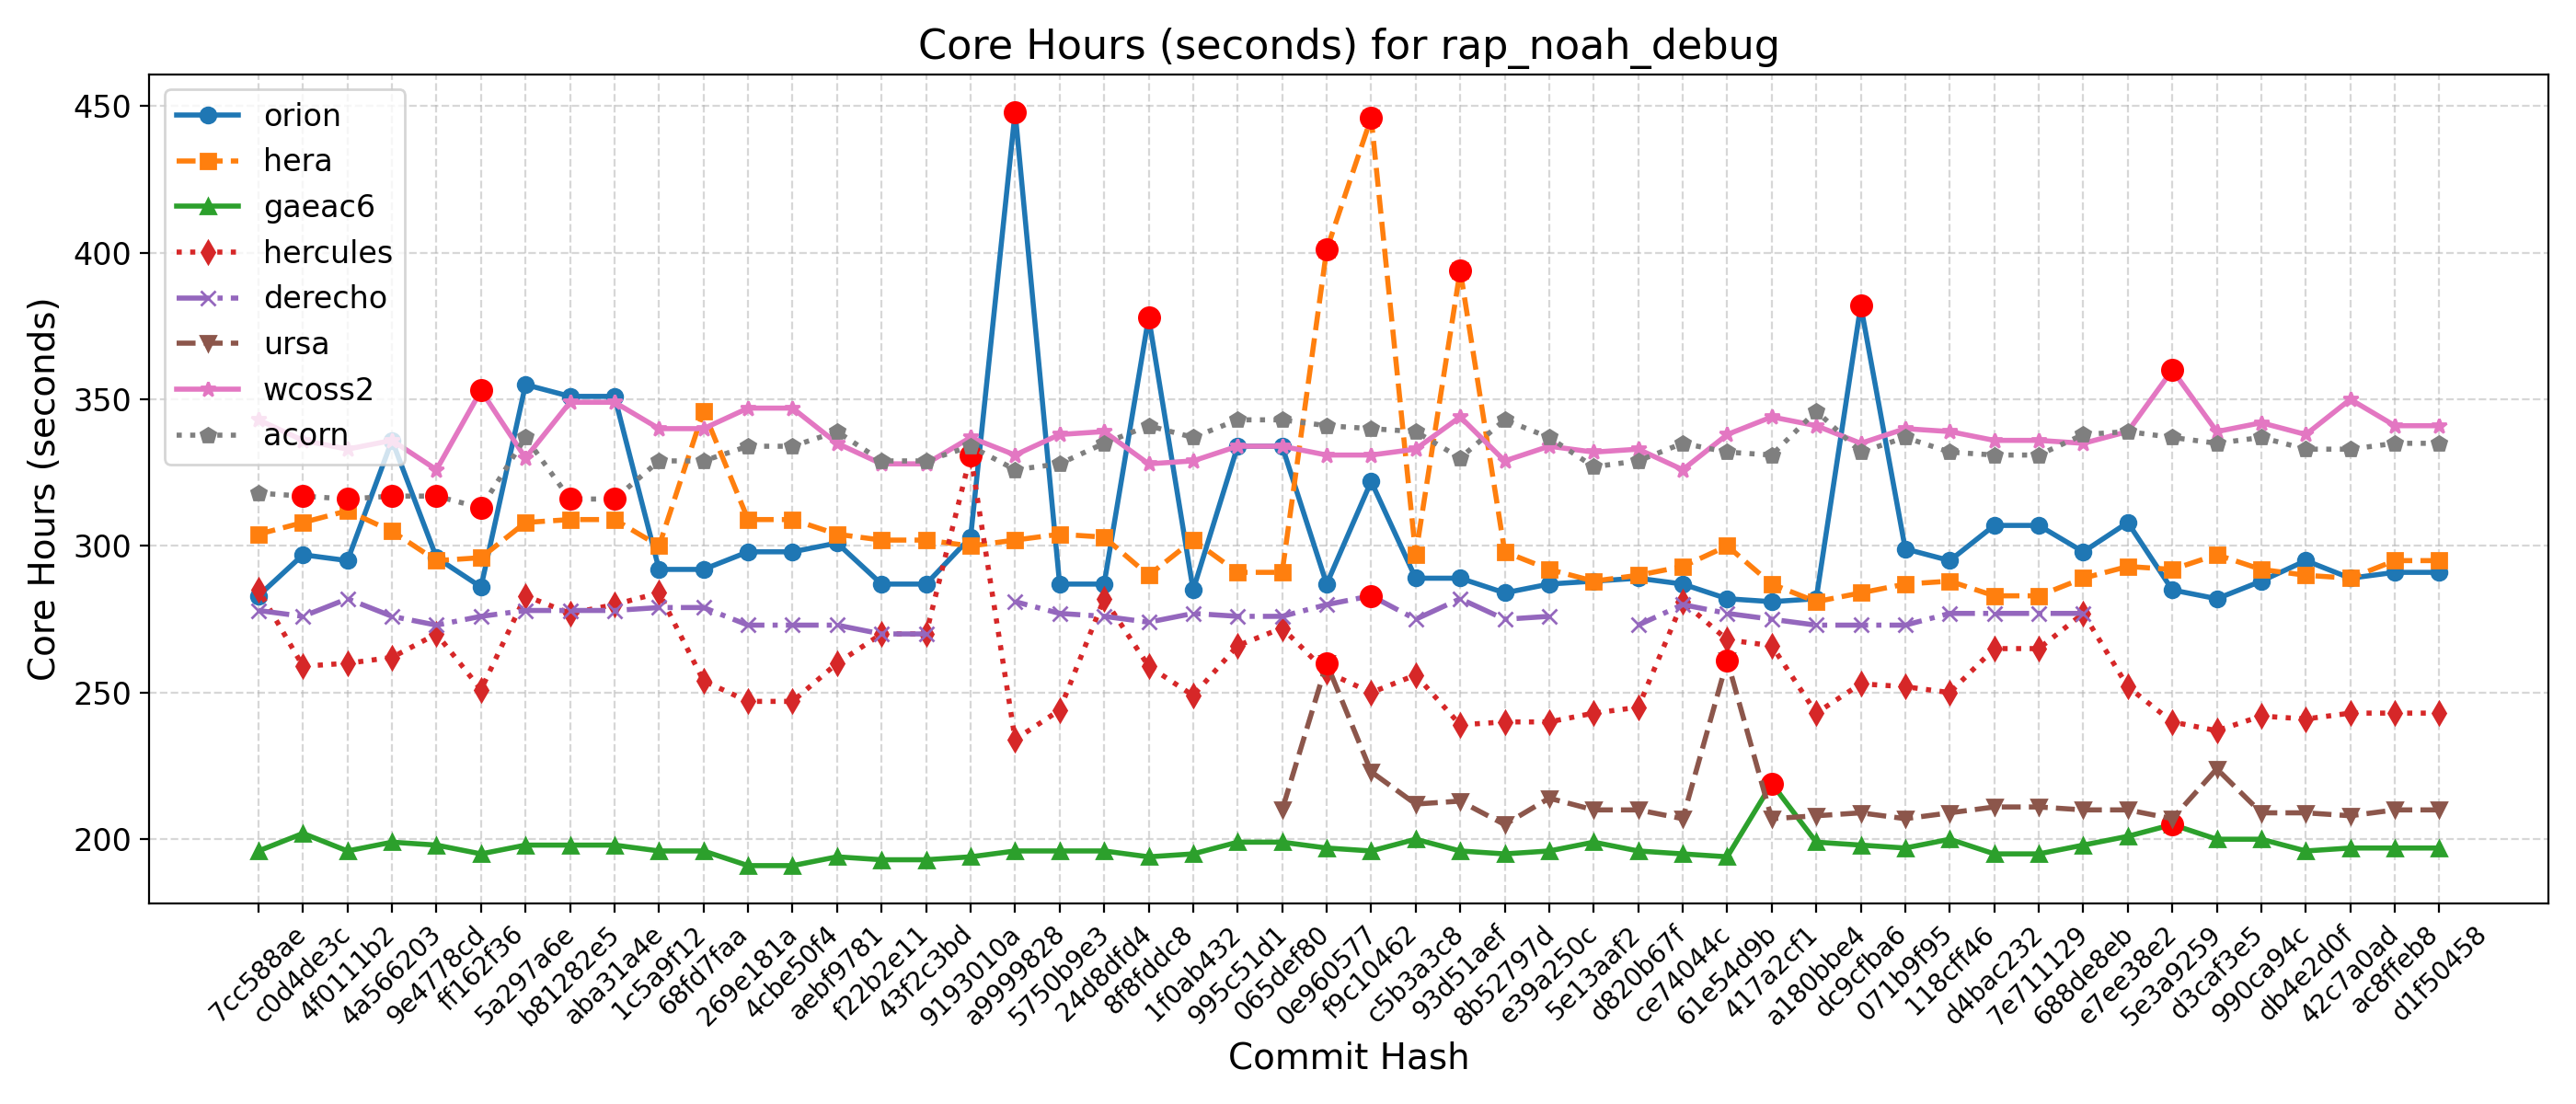 Core Hours (seconds) for rap_noah_debug
Core Hours (seconds)
450
400
350
300
250
200
orion
hera
gaeac6
hercules
derecho
ursa
wcoss2
acorn
7cc588ae
c0d4de3c
4f0111b2
4a566203
9e4778cd
ff162f36
5a297a6e
b81282e5
aba31a4e
1c5a9f12
68fd7faa
269e181a
4cbe50f4
aebf9781
f22b2e11
43f2c3bd
9193010a
a9999828
5750b9e3
24d8dfd4
8f8fddc8
1f0ab432
995c51d1
065def80
0e960577
f9c10462
c5b3a3c8
93d51aef
8b52797d
e39a250c
5e13aaf2
d820b67f
ce74044c
61e54d9b
417a2cf1
a180bbe4
dc9cfba6
071b9f95
118cff46
d4bac232
7e711129
688de8eb
e7ee38e2
5e3a9259
d3caf3e5
990ca94c
db4e2d0f
42c7a0ad
ac8ffeb8
d1f50458
Commit Hash